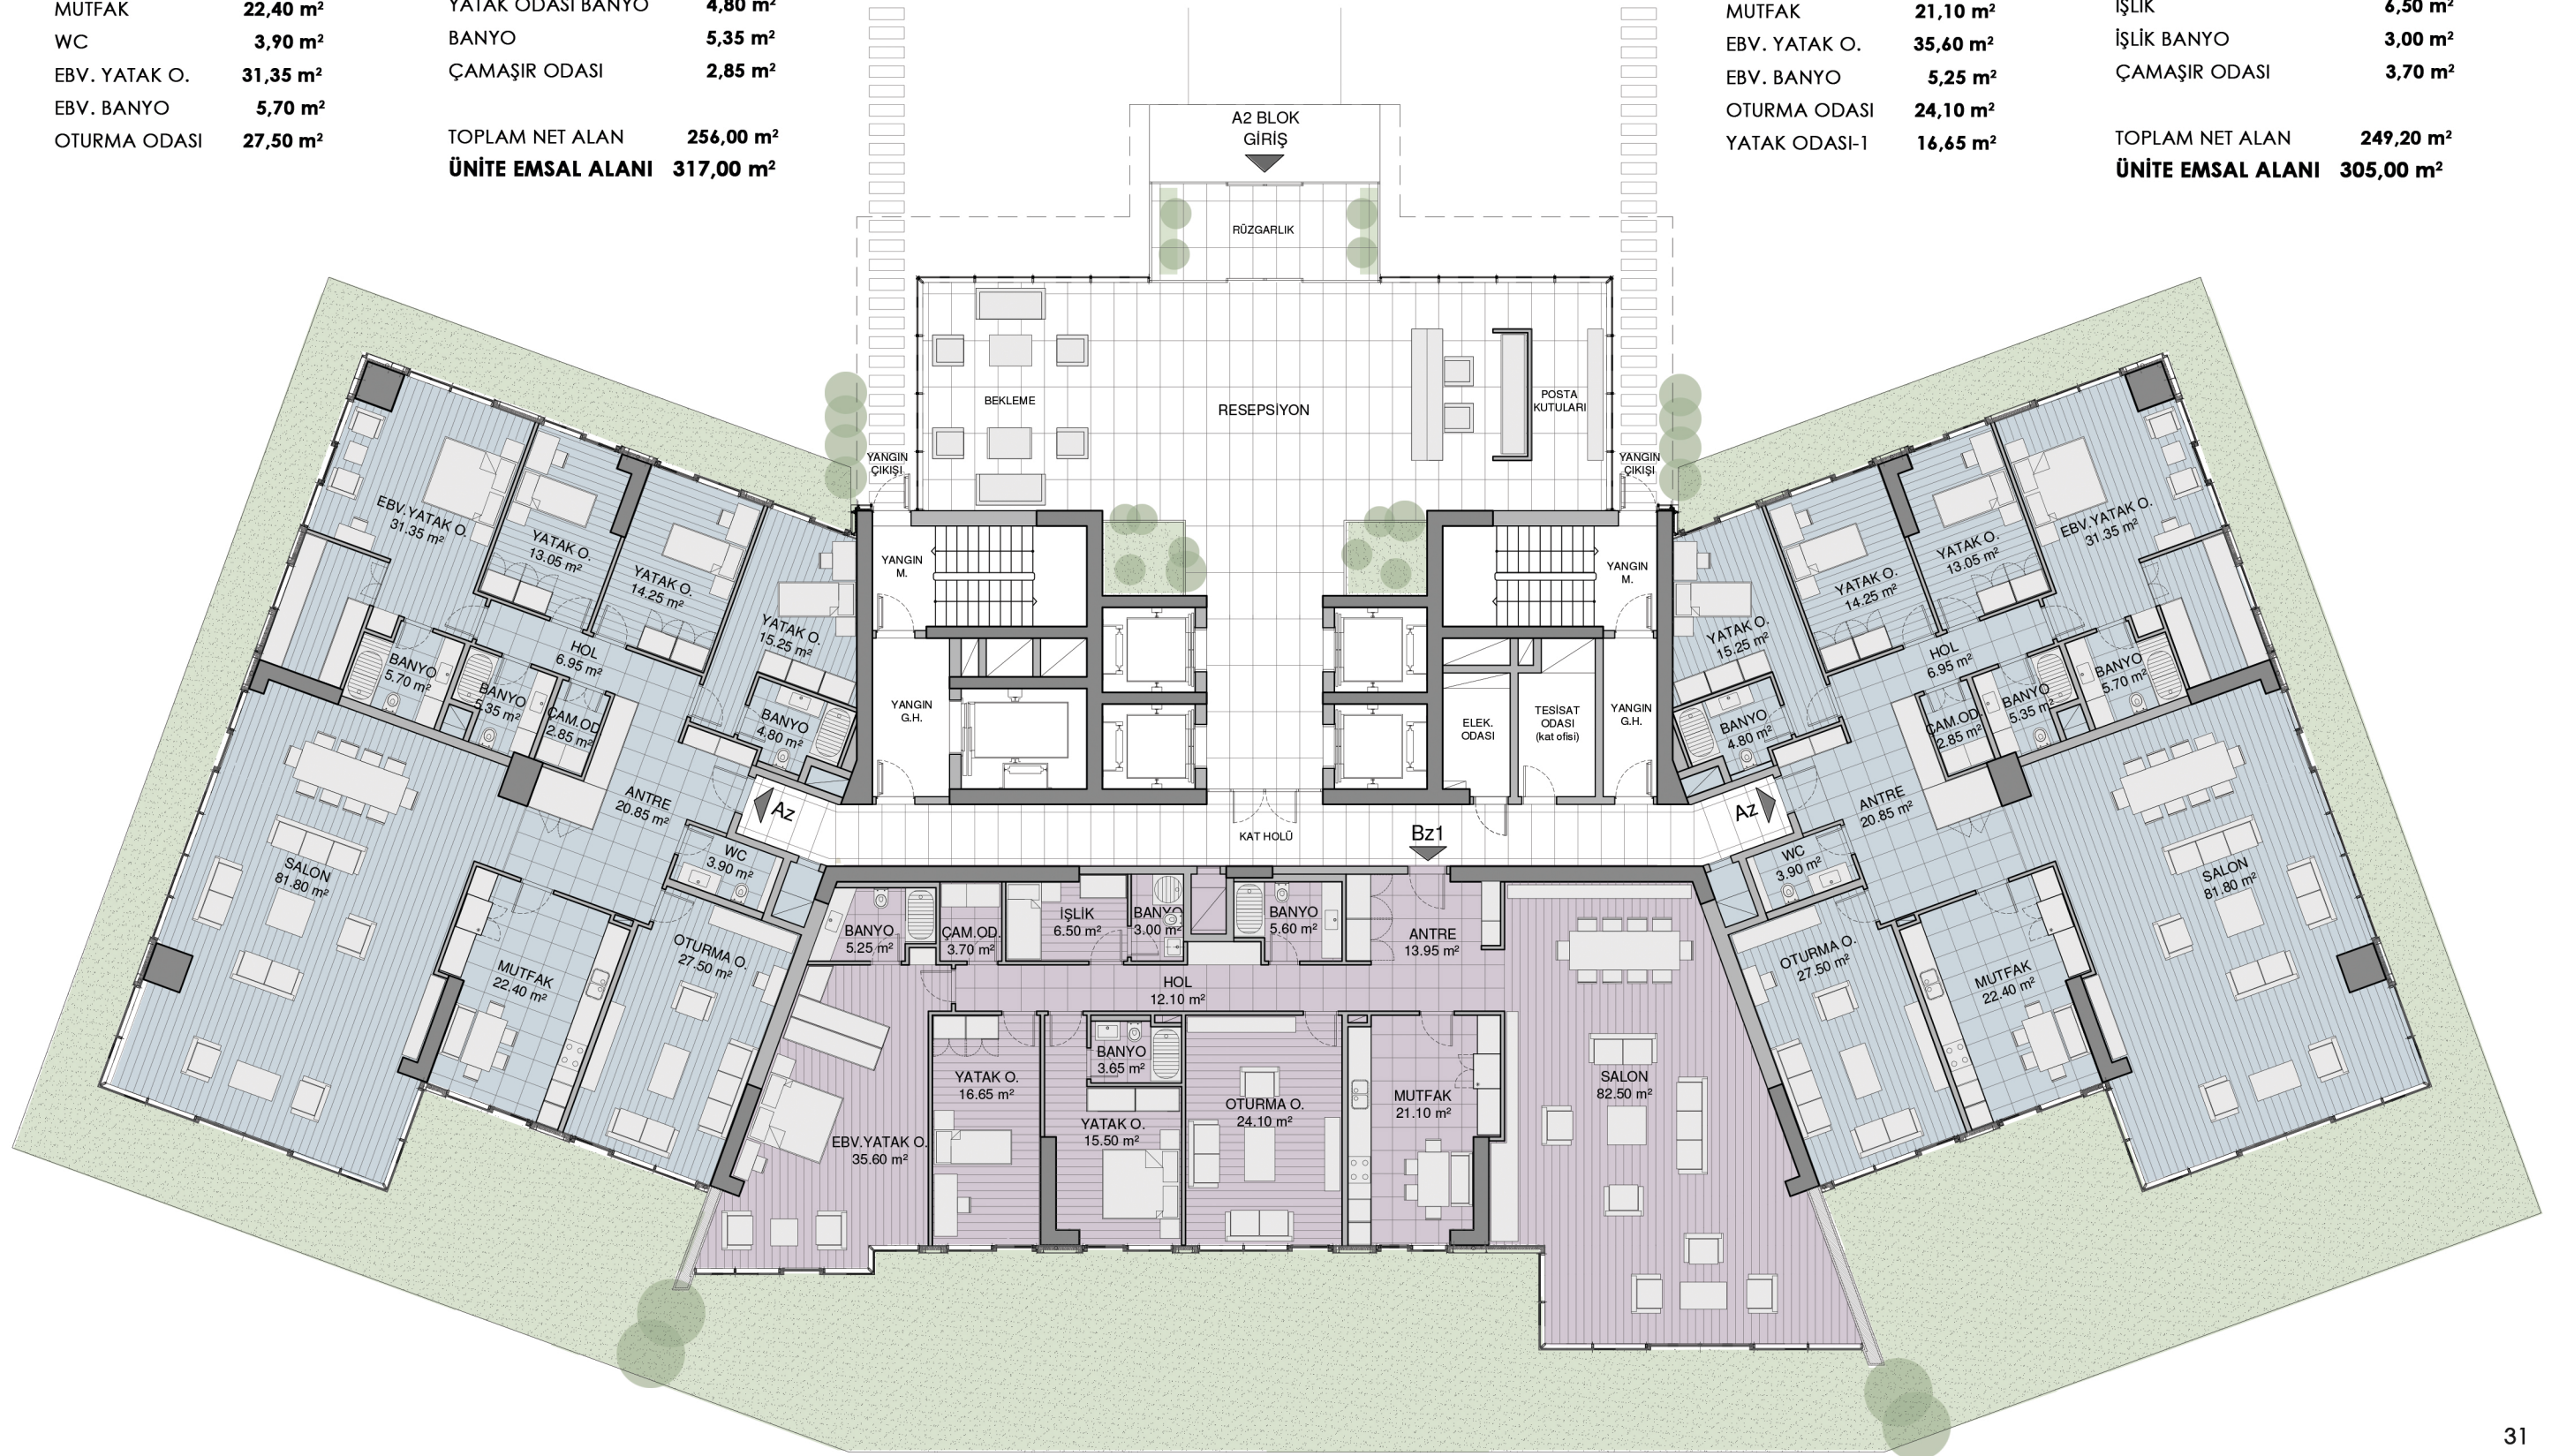 MUTFAK 22,40 m²
WC 3,90 m²
EBV. YATAK O. 31,35 m²
EBV. BANYO 5,70 m²
OTURMA ODASI 27,50 m²
YATAK ODASI BANYO 4,80 m²
BANYO 5,35 m²
ÇAMAŞIR ODASI 2,85 m²
TOPLAM NET ALAN 256,00 m²
ÜNİTE EMSAL ALANI 317,00 m²
MUTFAK 21,10 m²
EBV. YATAK O. 35,60 m²
EBV. BANYO 5,25 m²
OTURMA ODASI 24,10 m²
YATAK ODASI-1 16,65 m²
İŞLİK 6,50 m²
İŞLİK BANYO 3,00 m²
ÇAMAŞIR ODASI 3,70 m²
TOPLAM NET ALAN 249,20 m²
ÜNİTE EMSAL ALANI 305,00 m²
A2 BLOK
GİRİŞ
RÜZGARLIK
BEKLEME
RESEPSİYON
POSTA
KUTULARI
YANGIN
ÇIKIŞI
YANGIN
ÇIKIŞI
YANGIN
M.
YANGIN
M.
YANGIN
G.H.
ELEK.
ODASI
TESİSAT
ODASI
(kat ofisi)
YANGIN
G.H.
KAT HOLÜ
Az
Bz1
Az
EBV.YATAK O.
31.35 m²
YATAK O.
13.05 m²
YATAK O.
14.25 m²
YATAK O.
15.25 m²
HOL
6.95 m²
BANYO
5.70 m²
BANYO
5.35 m²
ÇAM.OD.
2.85 m²
BANYO
4.80 m²
ANTRE
20.85 m²
WC
3.90 m²
SALON
81.80 m²
MUTFAK
22.40 m²
OTURMA O.
27.50 m²
EBV.YATAK O.
31.35 m²
YATAK O.
13.05 m²
YATAK O.
14.25 m²
YATAK O.
15.25 m²
HOL
6.95 m²
BANYO
5.70 m²
BANYO
5.35 m²
ÇAM.OD.
2.85 m²
BANYO
4.80 m²
ANTRE
20.85 m²
WC
3.90 m²
SALON
81.80 m²
MUTFAK
22.40 m²
OTURMA O.
27.50 m²
BANYO
5.25 m²
ÇAM.OD.
3.70 m²
İŞLİK
6.50 m²
BANYO
3.00 m²
BANYO
5.60 m²
ANTRE
13.95 m²
HOL
12.10 m²
EBV.YATAK O.
35.60 m²
YATAK O.
16.65 m²
BANYO
3.65 m²
YATAK O.
15.50 m²
OTURMA O.
24.10 m²
MUTFAK
21.10 m²
SALON
82.50 m²
31